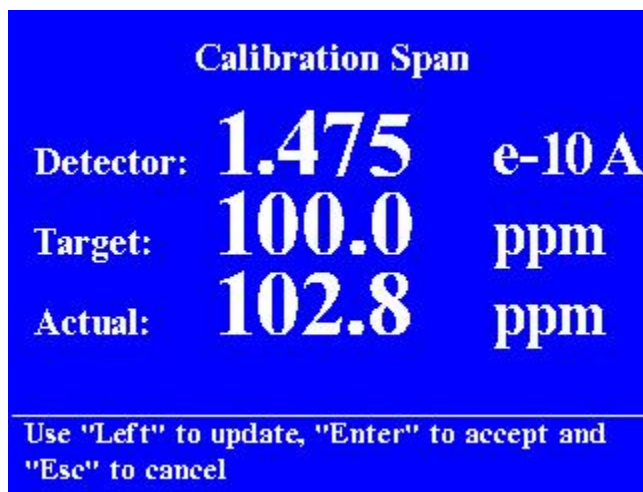 Calibration Span
Detector: 1.475 e-10 A
Target: 100.0 ppm
Actual: 102.8 ppm
Use "Left" to update, "Enter" to accept and
"Esc" to cancel